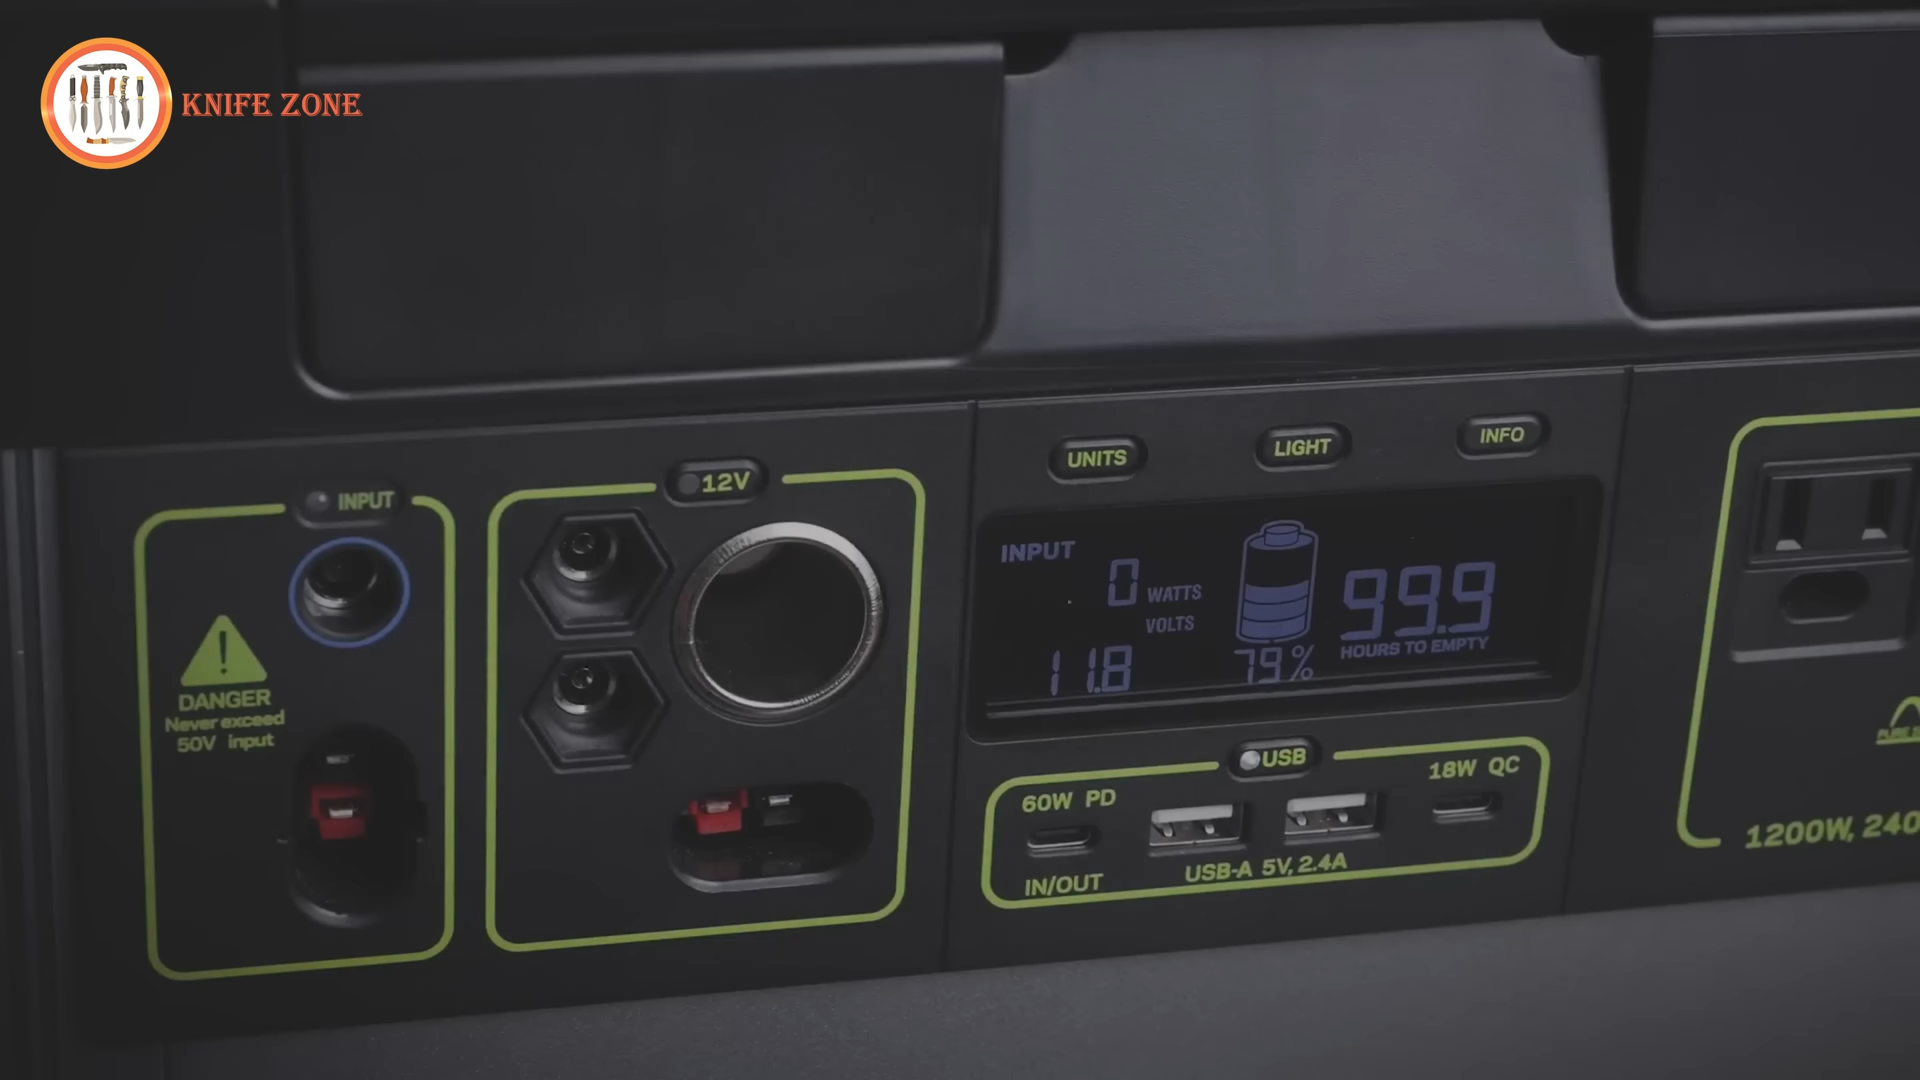 KNIFE ZONE
UNITS
LIGHT
INFO
INPUT
12V
DANGER
Never exceed
50V input
INPUT
0 WATTS
VOLTS
11.8
79%
99.9
HOURS TO EMPTY
USB
60W PD
18W QC
IN/OUT
USB-A 5V, 2.4A
PURE
1200W, 240